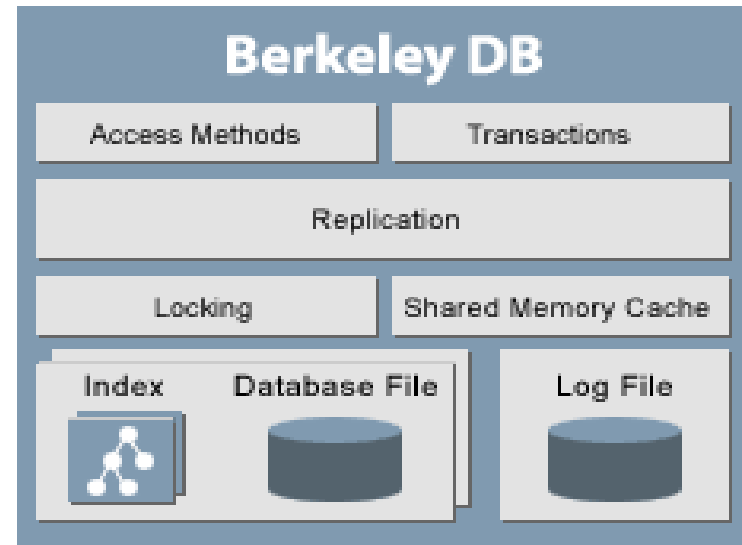 Berkeley DB
Access Methods Transactions
Replication
Locking Shared Memory Cache
Index Database File Log File